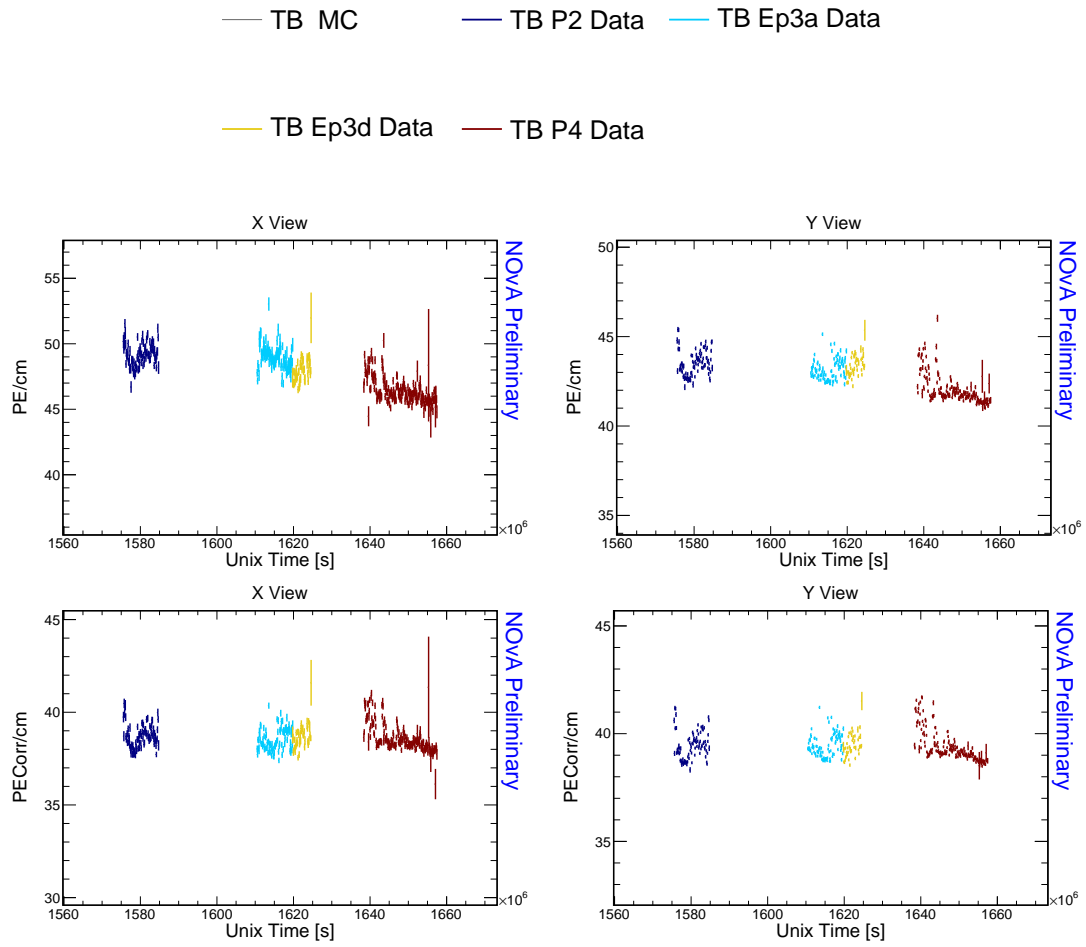 TB  MC
TB P2 Data
TB Ep3a Data
TB Ep3d Data
TB P4 Data
X View
PE/cm
55
50
45
40
1560 1580 1600 1620 1640 1660
×10⁶
Unix Time [s]
NOvA Preliminary
Y View
PE/cm
50
45
40
35
1560 1580 1600 1620 1640 1660
×10⁶
Unix Time [s]
NOvA Preliminary
X View
PECorr/cm
45
40
35
30
1560 1580 1600 1620 1640 1660
×10⁶
Unix Time [s]
NOvA Preliminary
Y View
PECorr/cm
45
40
35
1560 1580 1600 1620 1640 1660
×10⁶
Unix Time [s]
NOvA Preliminary